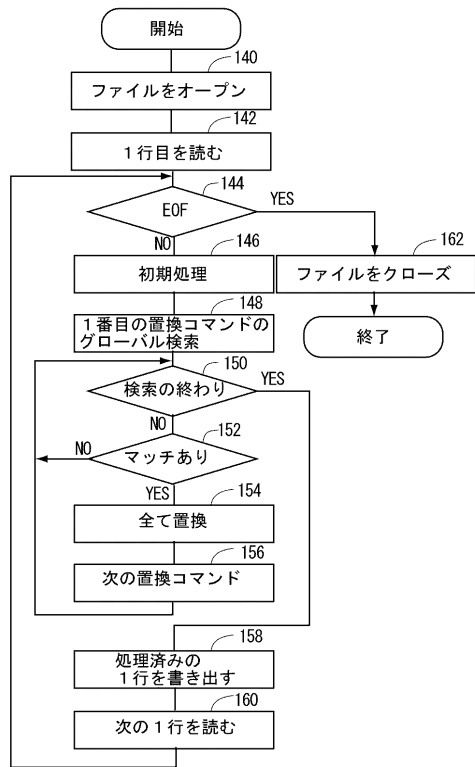 開始
140
ファイルをオープン
142
1行目を読む
144
EOF
YES
NO
146
初期処理
162
ファイルをクローズ
148
1番目の置換コマンドの
グローバル検索
終了
150
検索の終わり
YES
NO
152
マッチあり
NO
YES
154
全て置換
156
次の置換コマンド
158
処理済みの
1行を書き出す
160
次の1行を読む